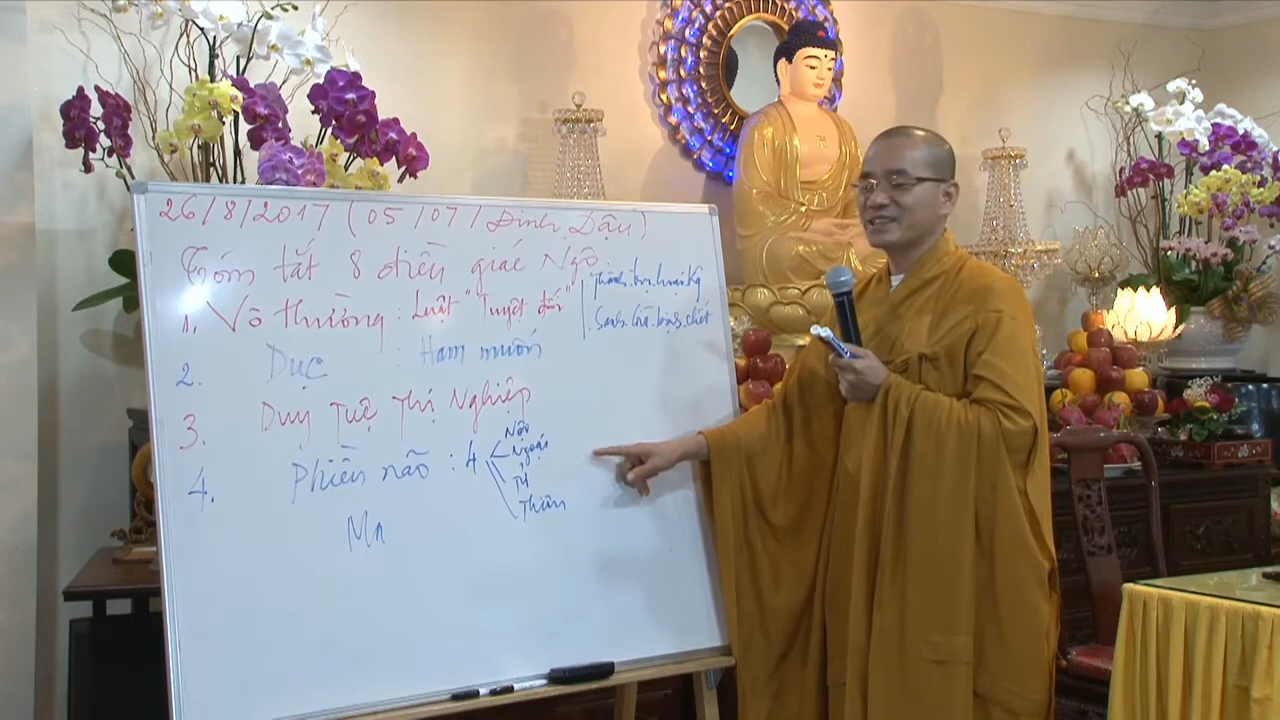 26/8/2017 (05/07/Đinh Dậu)
Tóm tắt 8 điều giác Ngộ
1. Vô thường : Luật "Tuyệt đối"
Thành trụ hoại
Sanh lão bệnh chết
2. Dục : Ham muốn
3. Duy Tuệ Thị Nghiệp
4. Phiền não : 4
Nội
Ngoại
Tử
Thiên
Ma